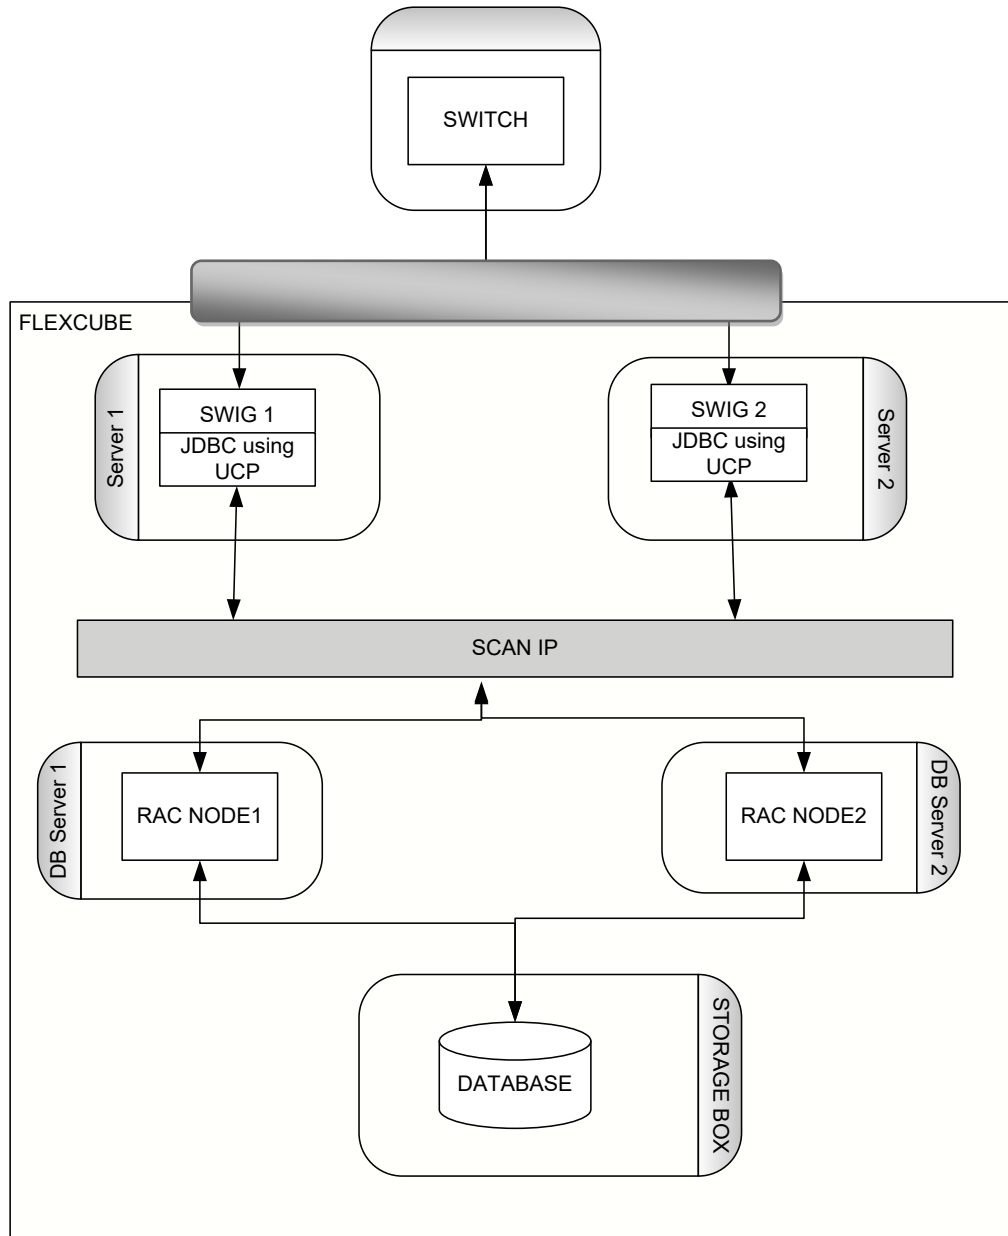 SWITCH
FLEXCUBE
Server 1
SWIG 1
JDBC using
UCP
SWIG 2
JDBC using
UCP
Server 2
SCAN IP
DB Server 1
RAC NODE1
RAC NODE2
DB Server 2
DATABASE
STORAGE BOX